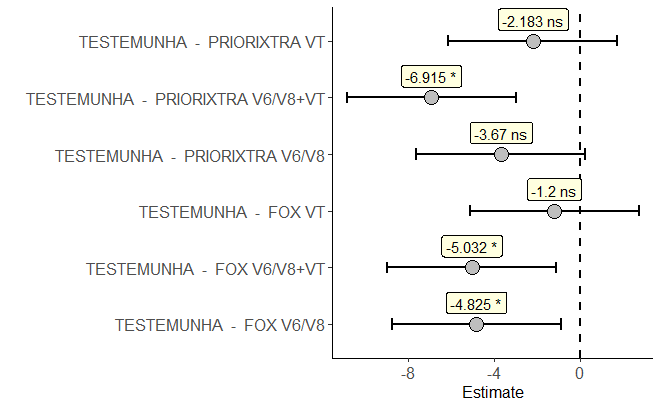 -2.183 ns
TESTEMUNHA - PRIORIXTRA VT
-6.915 *
TESTEMUNHA - PRIORIXTRA V6/V8+VT
-3.67 ns
TESTEMUNHA - PRIORIXTRA V6/V8
-1.2 ns
TESTEMUNHA - FOX VT
-5.032 *
TESTEMUNHA - FOX V6/V8+VT
-4.825 *
TESTEMUNHA - FOX V6/V8
-8 -4 0
Estimate